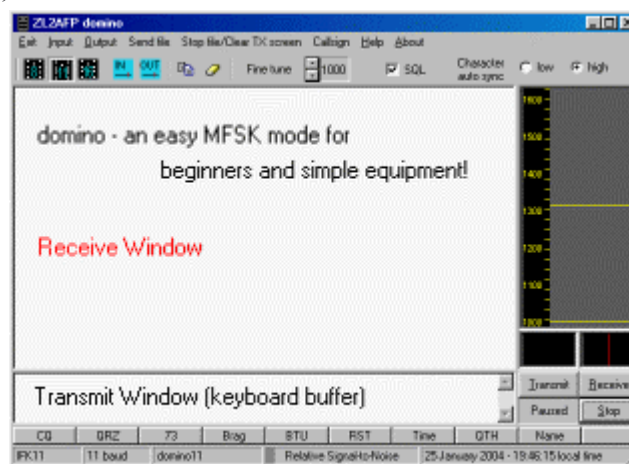 ZL2AFP domino
Exit Input Output Send file Stop file/Clear TX screen Callsign Help About
IN OUT Fine tune 1000 SQL Character auto sync low high
domino - an easy MFSK mode for
beginners and simple equipment!
Receive Window
1600
1500
1400
1300
1200
1100
1000
Transmit Window (keyboard buffer)
Transmit Receive
Paused Stop
CQ QRZ 73 Brag BTU RST Time QTH Name
IFK11 11 baud domino11 Relative Signal-to-Noise 25 January 2004 - 19:46:15 local time